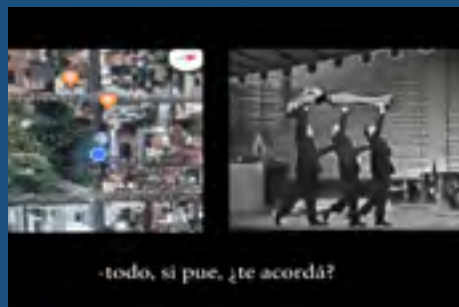 -todo, si pue, ¿te acordá?